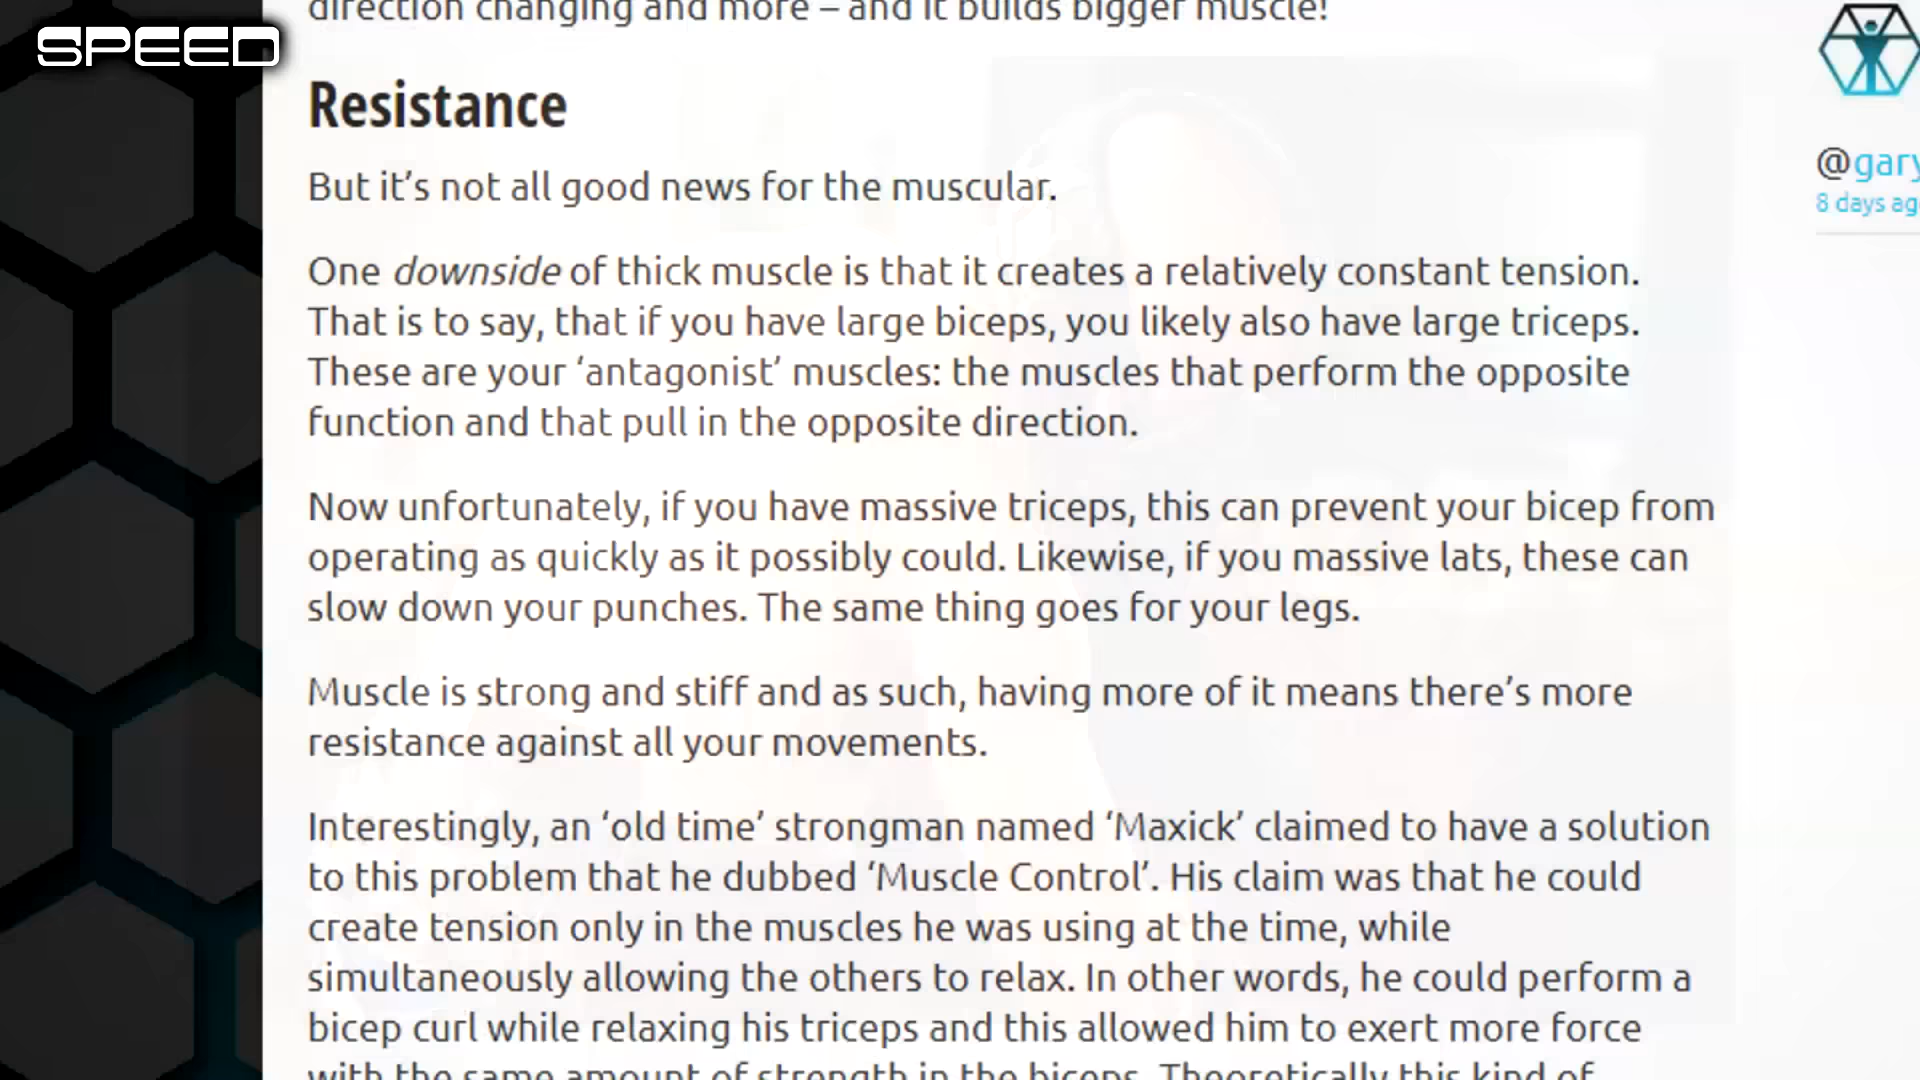 direction changing and more – and it builds bigger muscle!
SPEED
Resistance
But it’s not all good news for the muscular.
One downside of thick muscle is that it creates a relatively constant tension.
That is to say, that if you have large biceps, you likely also have large triceps.
These are your ‘antagonist’ muscles: the muscles that perform the opposite
function and that pull in the opposite direction.
Now unfortunately, if you have massive triceps, this can prevent your bicep from
operating as quickly as it possibly could. Likewise, if you massive lats, these can
slow down your punches. The same thing goes for your legs.
Muscle is strong and stiff and as such, having more of it means there’s more
resistance against all your movements.
Interestingly, an ‘old time’ strongman named ‘Maxick’ claimed to have a solution
to this problem that he dubbed ‘Muscle Control’. His claim was that he could
create tension only in the muscles he was using at the time, while
simultaneously allowing the others to relax. In other words, he could perform a
bicep curl while relaxing his triceps and this allowed him to exert more force
with the same amount of strength in the biceps. Theoretically this kind of
@gary
8 days ag